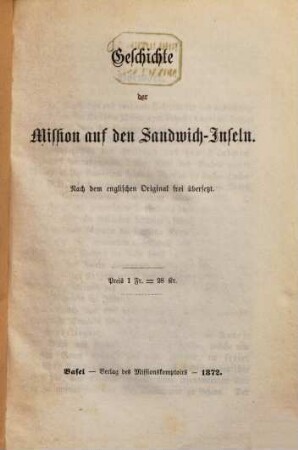 Geschichte
der
Mission auf den Sandwich-Inseln.
Nach dem englischen Original frei übersetzt.
Preis 1 Fr. = 28 Kr.
Basel — Verlag des Missionskomptoirs — 1872.